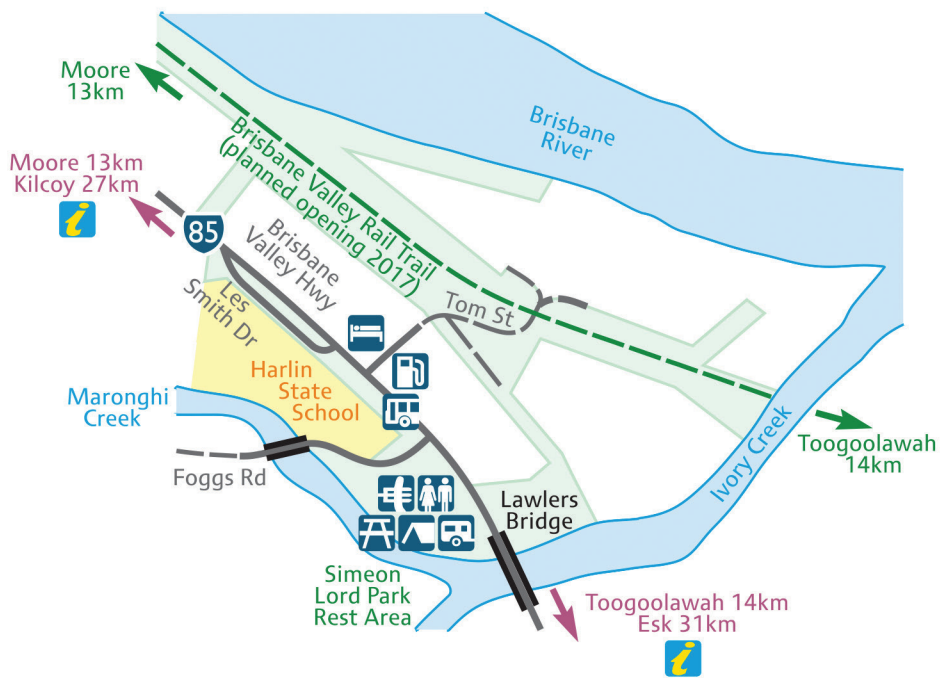 Moore
13km
Brisbane
River
Moore 13km
Kilcoy 27km
i
Brisbane Valley Rail Trail
(planned opening 2017)
85
Brisbane
Valley Hwy
Les
Smith Dr
Tom St
Harlin
State
School
Maronghi
Creek
Foggs Rd
Ivory Creek
Toogoolawah
14km
Lawlers
Bridge
Simeon
Lord Park
Rest Area
Toogoolawah 14km
Esk 31km
i